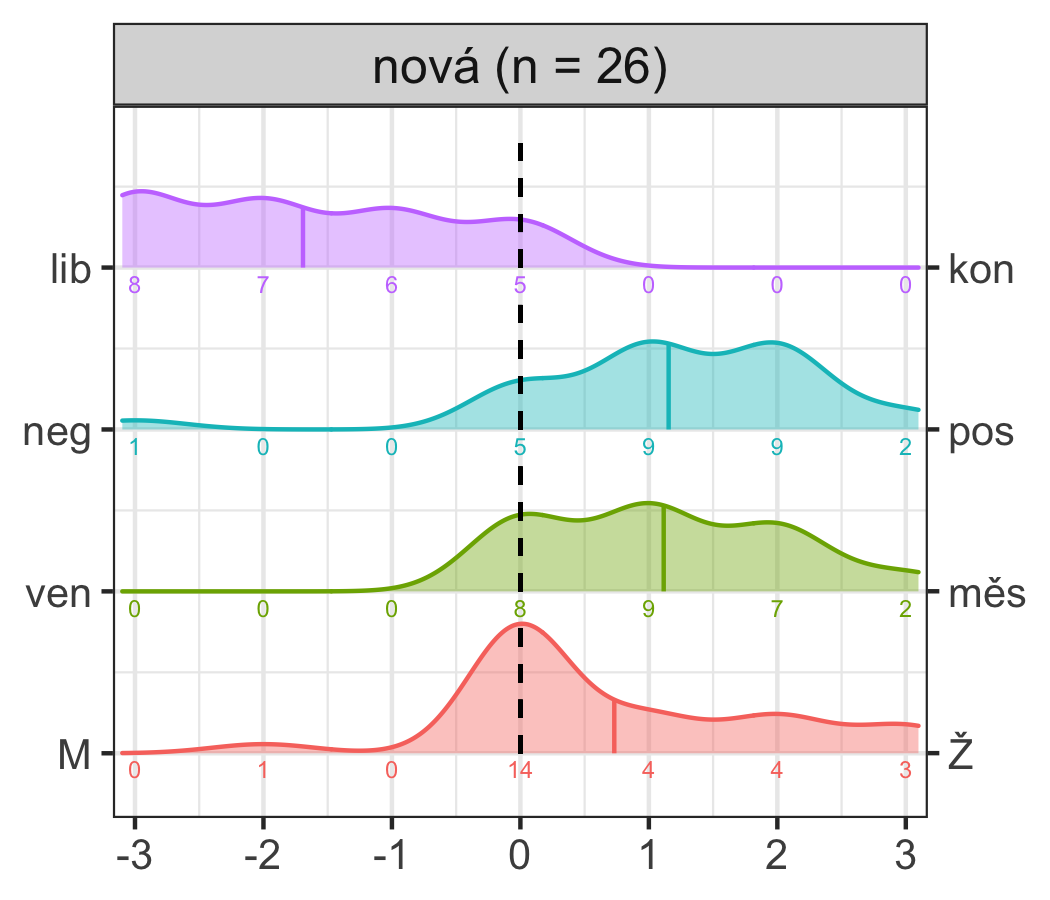 nová (n = 26)
lib kon
8 7 6 5 0 0 0
neg pos
1 0 0 5 9 9 2
ven měs
0 0 0 8 9 7 2
M Ž
0 1 0 14 4 4 3
-3 -2 -1 0 1 2 3